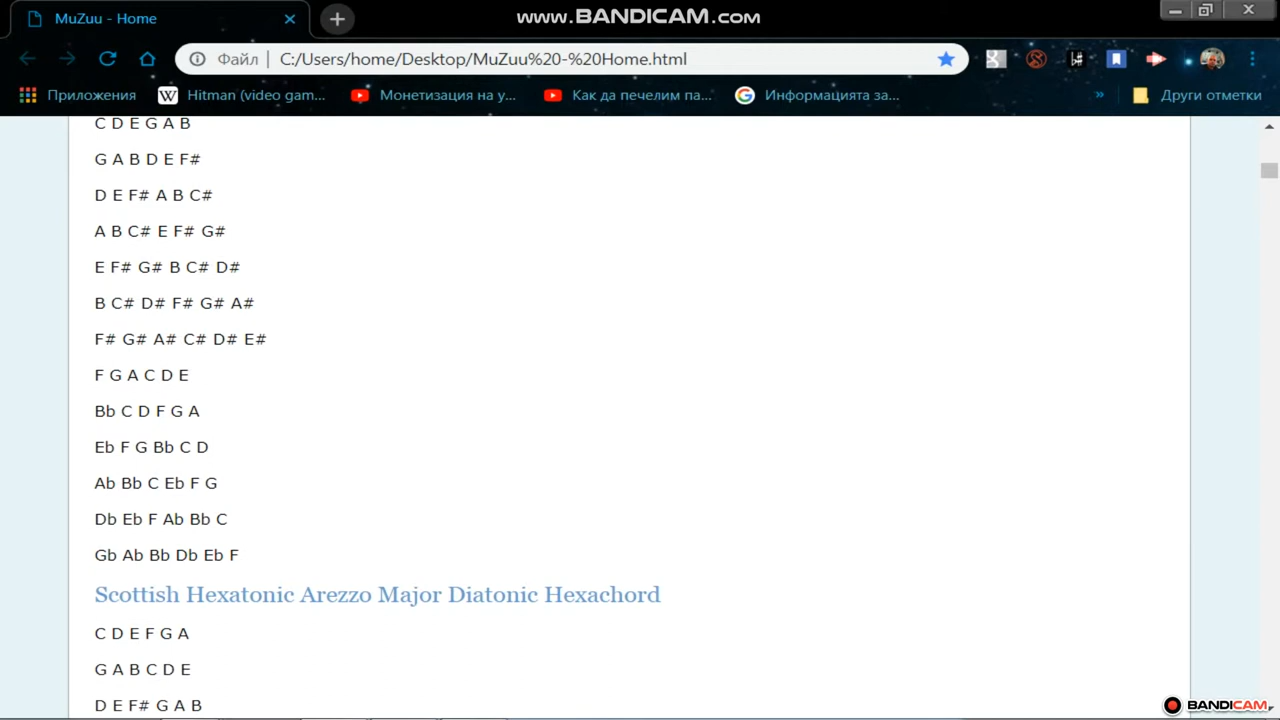 www.BANDICAM.com
MuZuu - Home
Файл | C:/Users/home/Desktop/MuZuu%20-%20Home.html
Приложения W Hitman (video gam... Монетизация на у... Как да печелим па... Информацията за... » Други отметки
C D E G A B
G A B D E F#
D E F# A B C#
A B C# E F# G#
E F# G# B C# D#
B C# D# F# G# A#
F# G# A# C# D# E#
F G A C D E
Bb C D F G A
Eb F G Bb C D
Ab Bb C Eb F G
Db Eb F Ab Bb C
Gb Ab Bb Db Eb F
Scottish Hexatonic Arezzo Major Diatonic Hexachord
C D E F G A
G A B C D E
D E F# G A B
BANDICAM